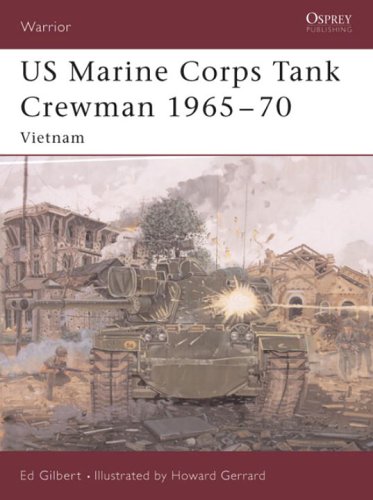 Warrior
OSPREY
PUBLISHING
US Marine Corps Tank
Crewman 1965–70
Vietnam
Ed Gilbert • Illustrated by Howard Gerrard